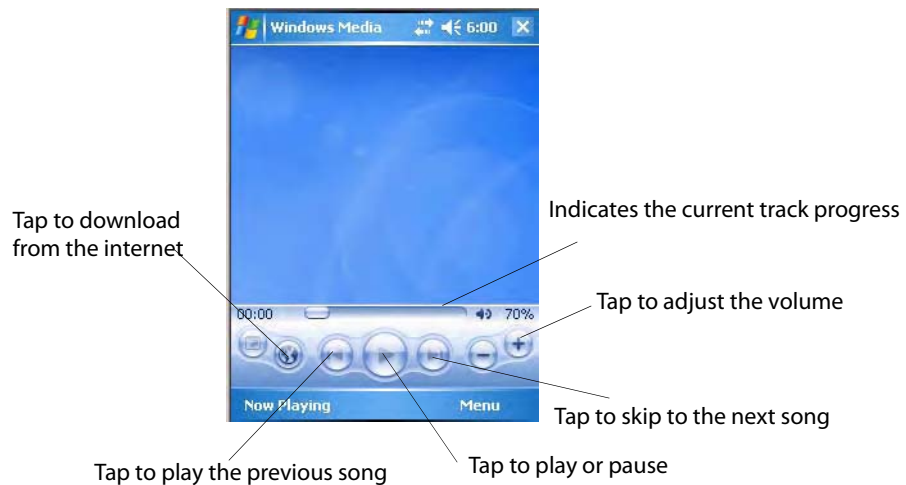 Windows Media 6:00
Indicates the current track progress
Tap to download
from the internet
Tap to adjust the volume
00:00 70%
Now Playing Menu
Tap to skip to the next song
Tap to play the previous song
Tap to play or pause